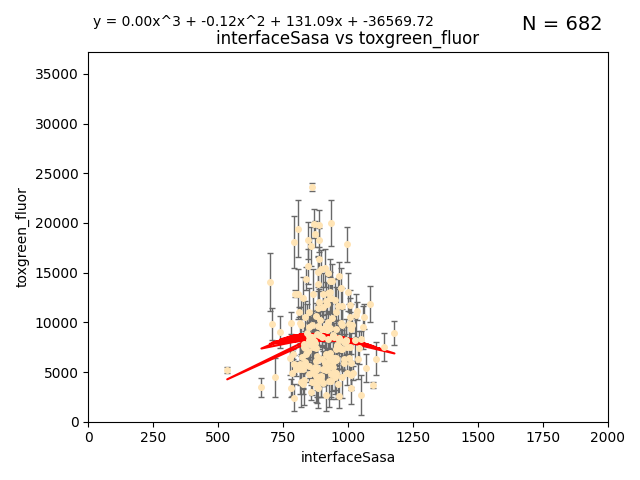 y = 0.00x^3 + -0.12x^2 + 131.09x + -36569.72
N = 682
interfaceSasa vs toxgreen_fluor
35000
30000
25000
20000
15000
10000
5000
0
toxgreen_fluor
0 250 500 750 1000 1250 1500 1750 2000
interfaceSasa